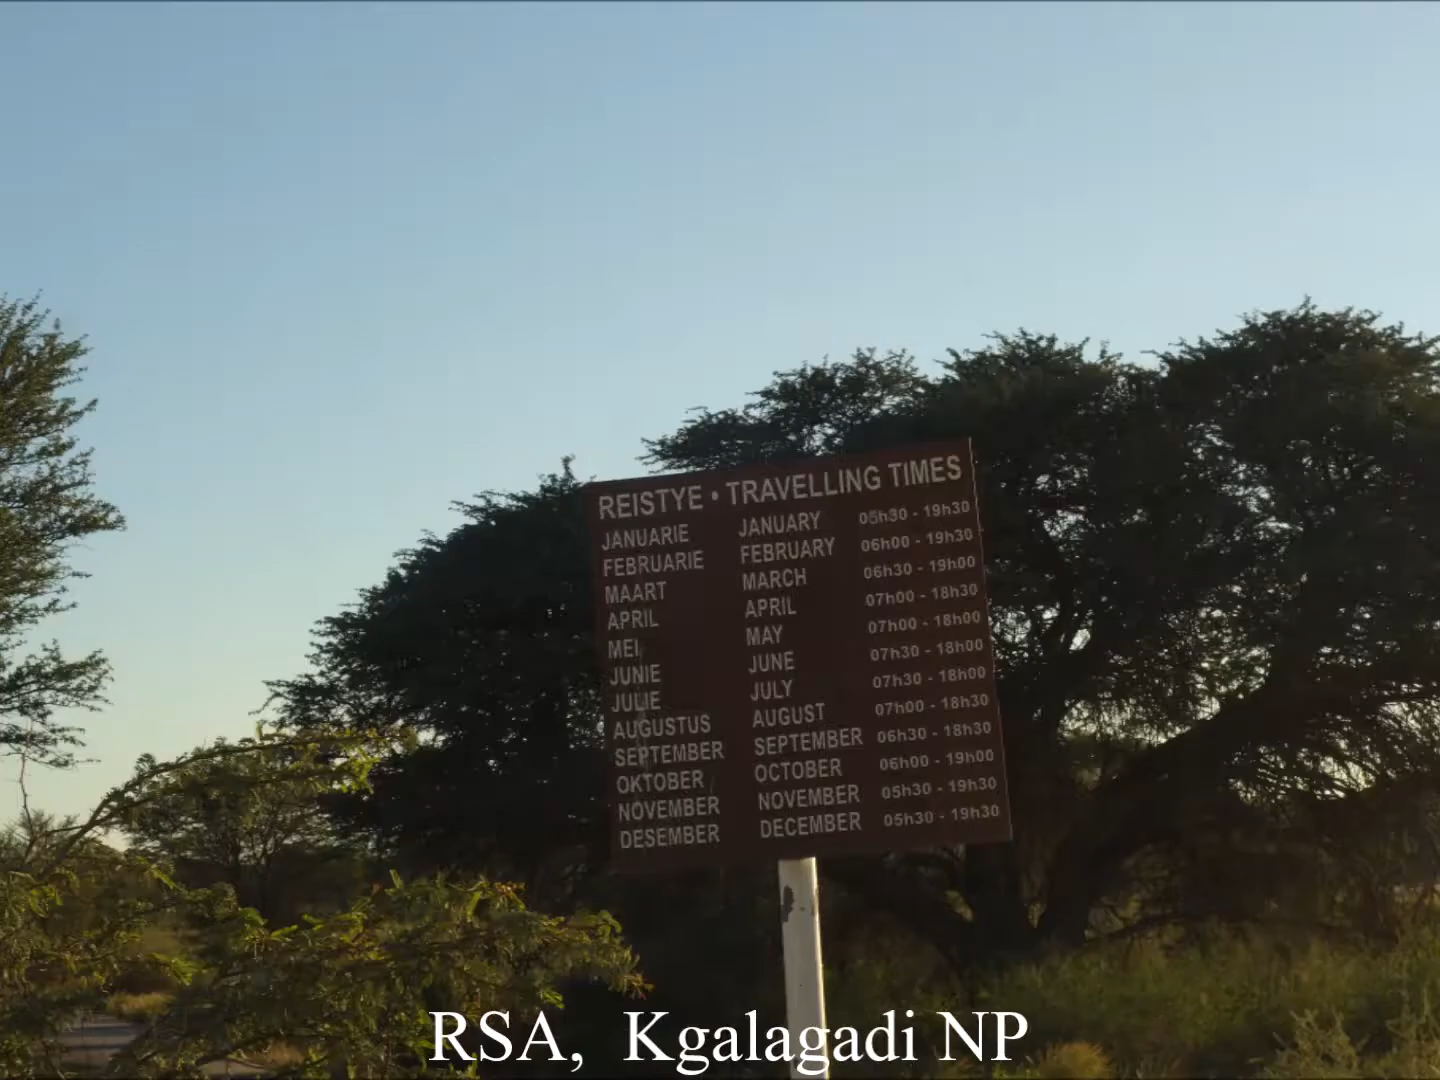 REISTYE • TRAVELLING TIMES
JANUARIE JANUARY 05h30 - 19h30
FEBRUARIE FEBRUARY 06h00 - 19h30
MAART MARCH 06h30 - 19h00
APRIL APRIL 07h00 - 18h30
MEI MAY 07h00 - 18h00
JUNIE JUNE 07h30 - 18h00
JULIE JULY 07h30 - 18h00
AUGUSTUS AUGUST 07h00 - 18h30
SEPTEMBER SEPTEMBER 06h30 - 18h30
OKTOBER OCTOBER 06h00 - 19h00
NOVEMBER NOVEMBER 05h30 - 19h30
DESEMBER DECEMBER 05h30 - 19h30
RSA, Kgalagadi NP